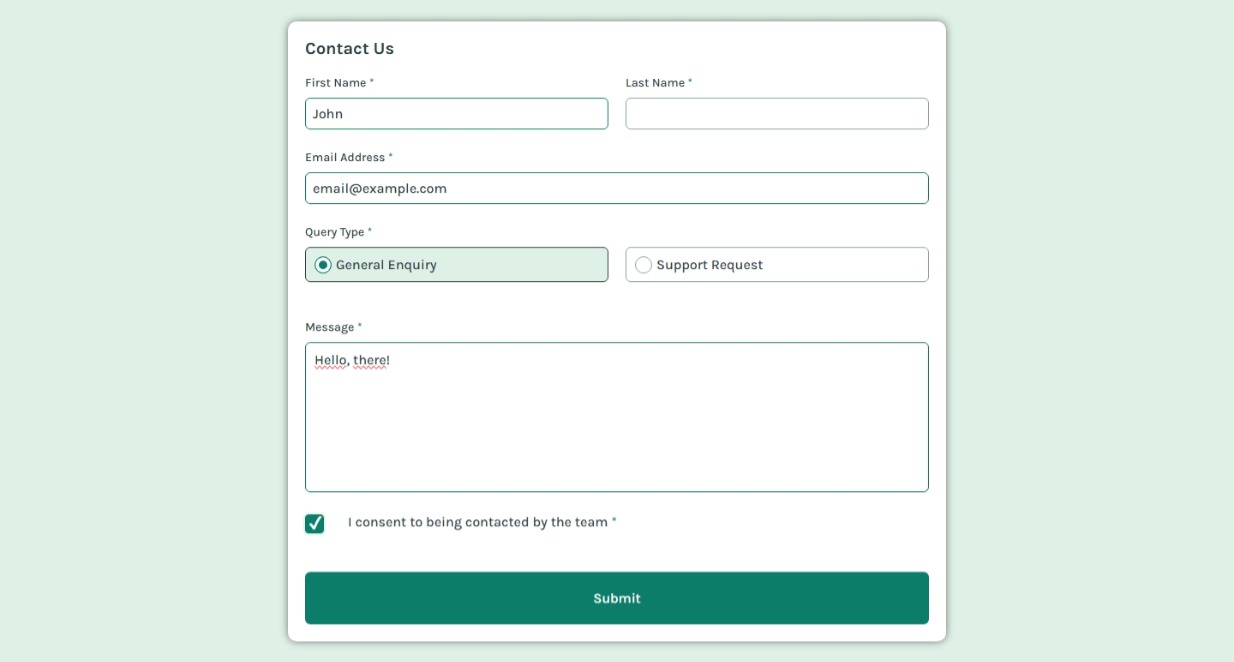 Contact Us
First Name * Last Name *
John
Email Address *
email@example.com
Query Type *
General Enquiry Support Request
Message *
Hello, there!
I consent to being contacted by the team *
Submit